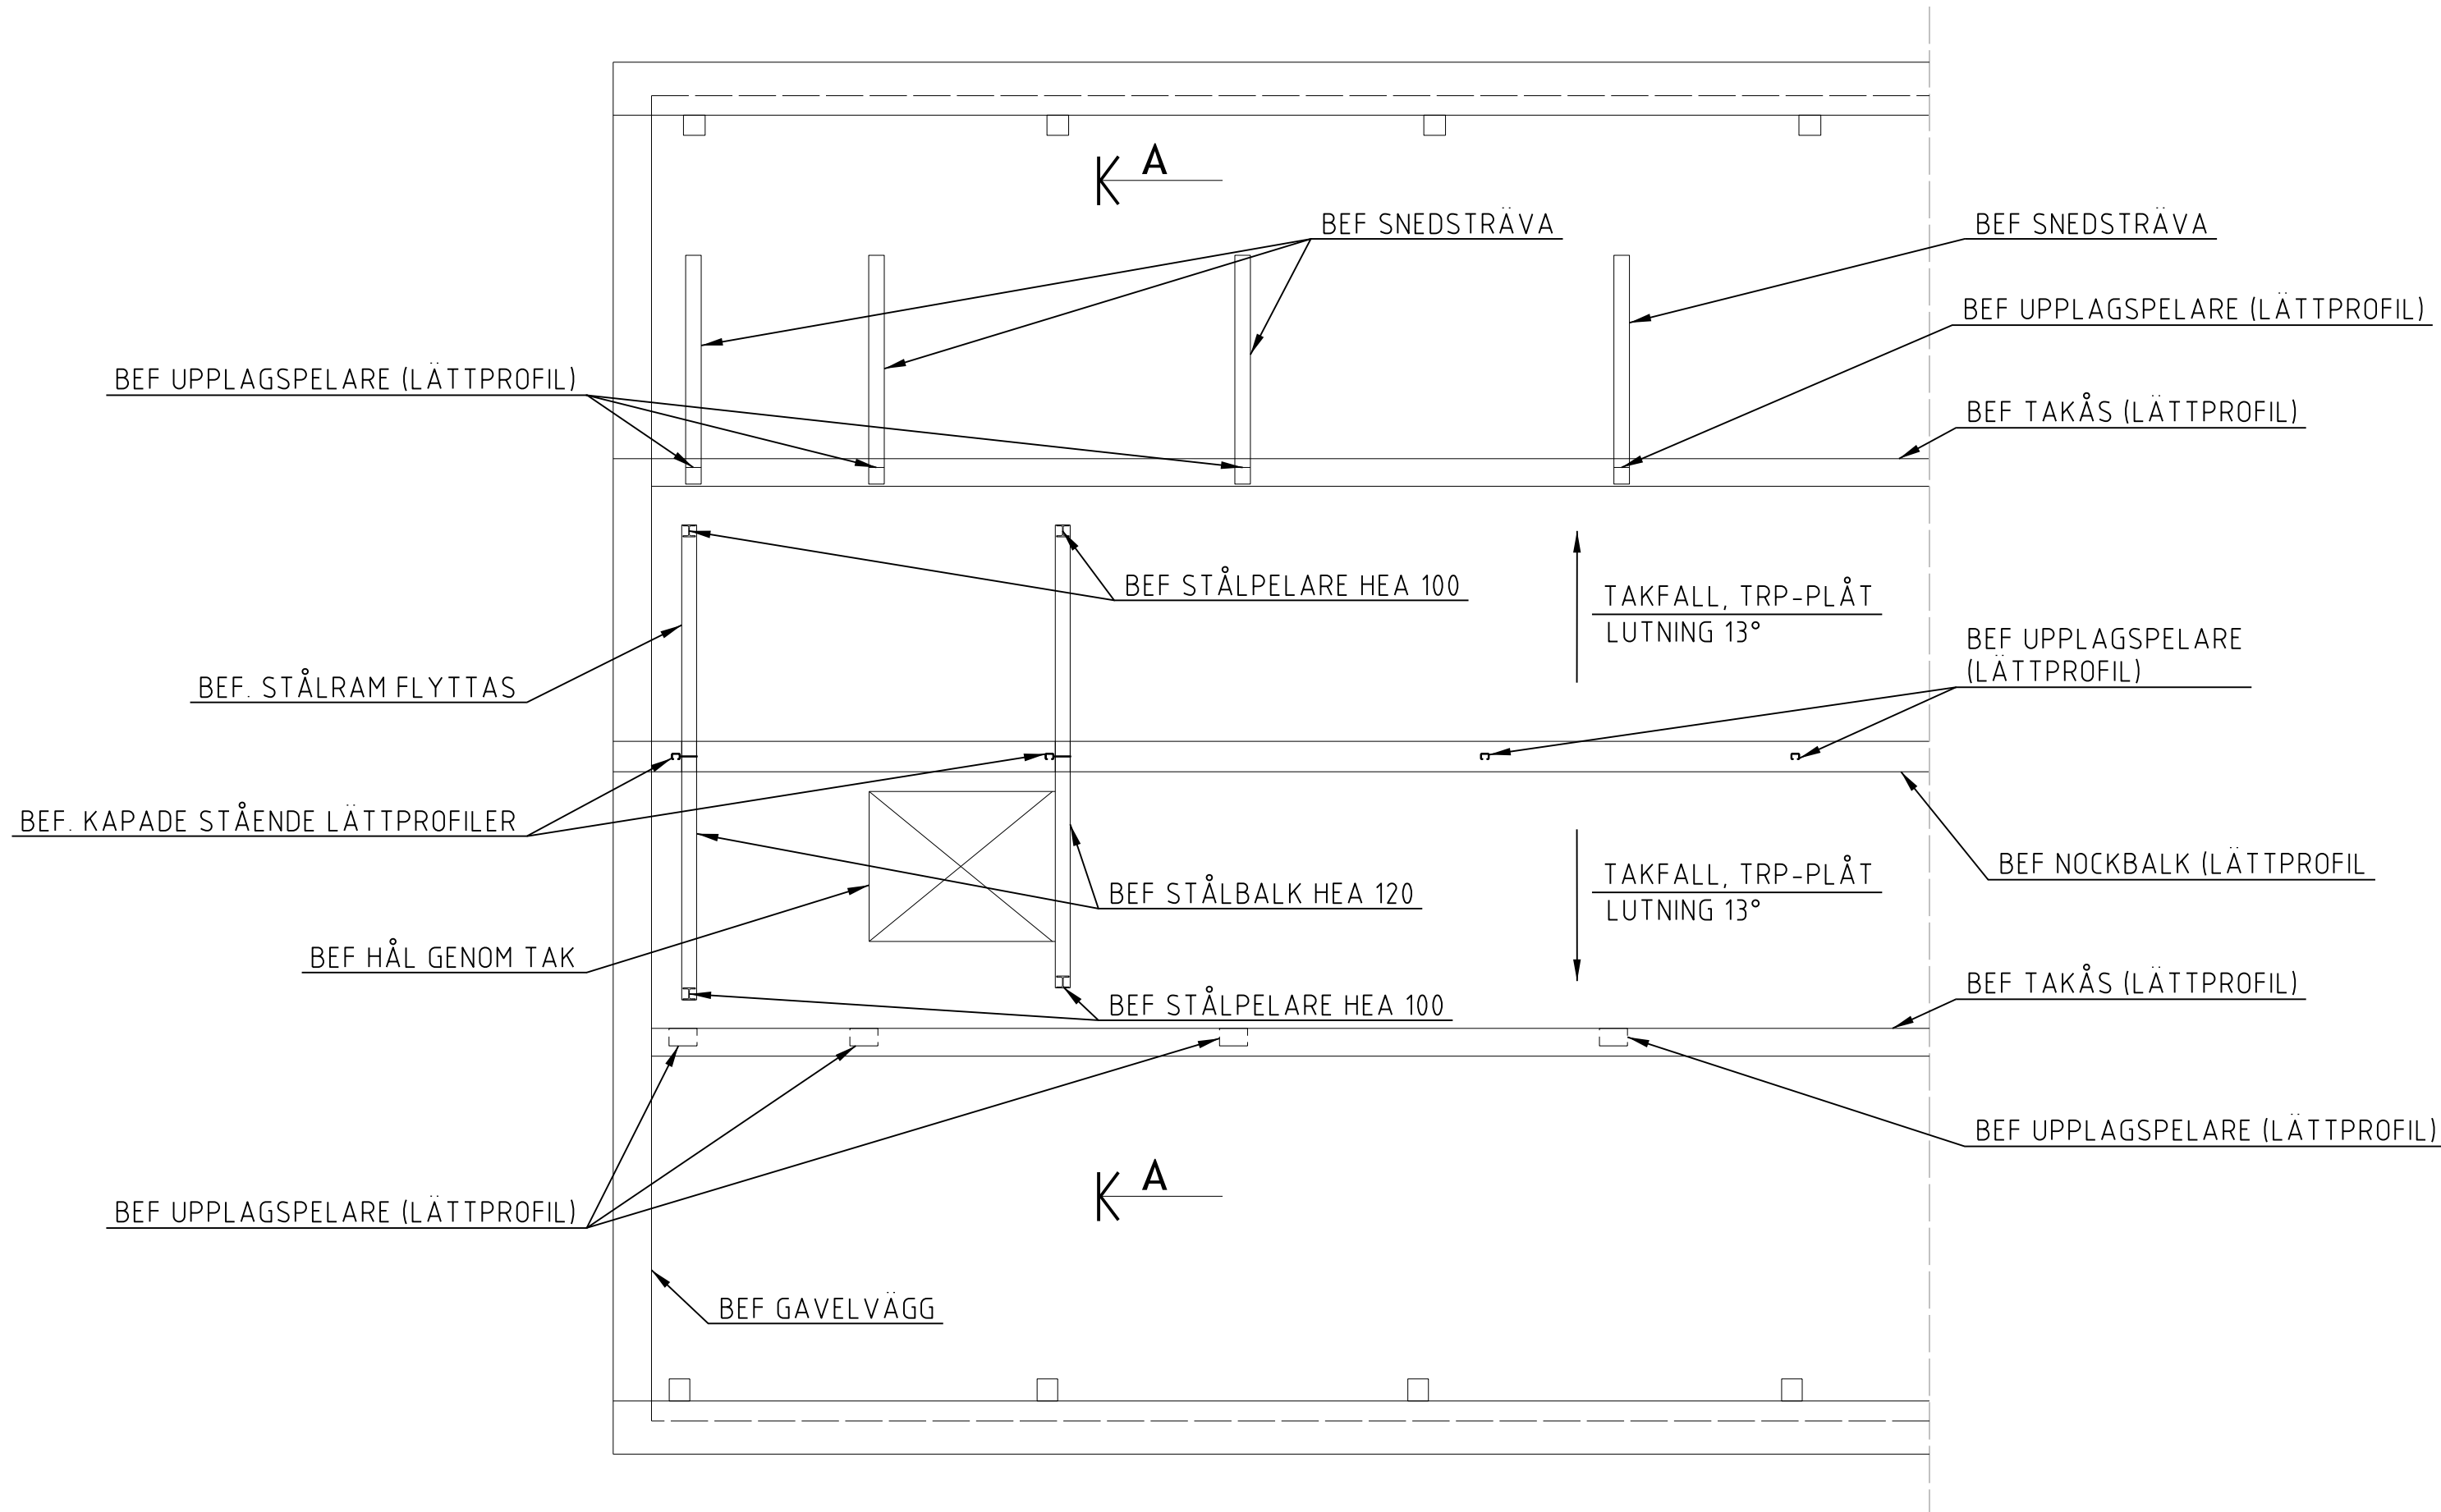 A
BEF SNEDSTRÄVA
BEF SNEDSTRÄVA
BEF UPPLAGSPELARE (LÄTTPROFIL)
BEF UPPLAGSPELARE (LÄTTPROFIL)
BEF TAKÅS (LÄTTPROFIL)
BEF STÅLPELARE HEA 100
TAKFALL, TRP-PLÅT
LUTNING 13°
BEF UPPLAGSPELARE
(LÄTTPROFIL)
BEF. STÅLRAM FLYTTAS
BEF. KAPADE STÅENDE LÄTTPROFILER
BEF NOCKBALK (LÄTTPROFIL
BEF STÅLBALK HEA 120
TAKFALL, TRP-PLÅT
LUTNING 13°
BEF HÅL GENOM TAK
BEF TAKÅS (LÄTTPROFIL)
BEF STÅLPELARE HEA 100
BEF UPPLAGSPELARE (LÄTTPROFIL)
A
BEF UPPLAGSPELARE (LÄTTPROFIL)
BEF GAVELVÄGG